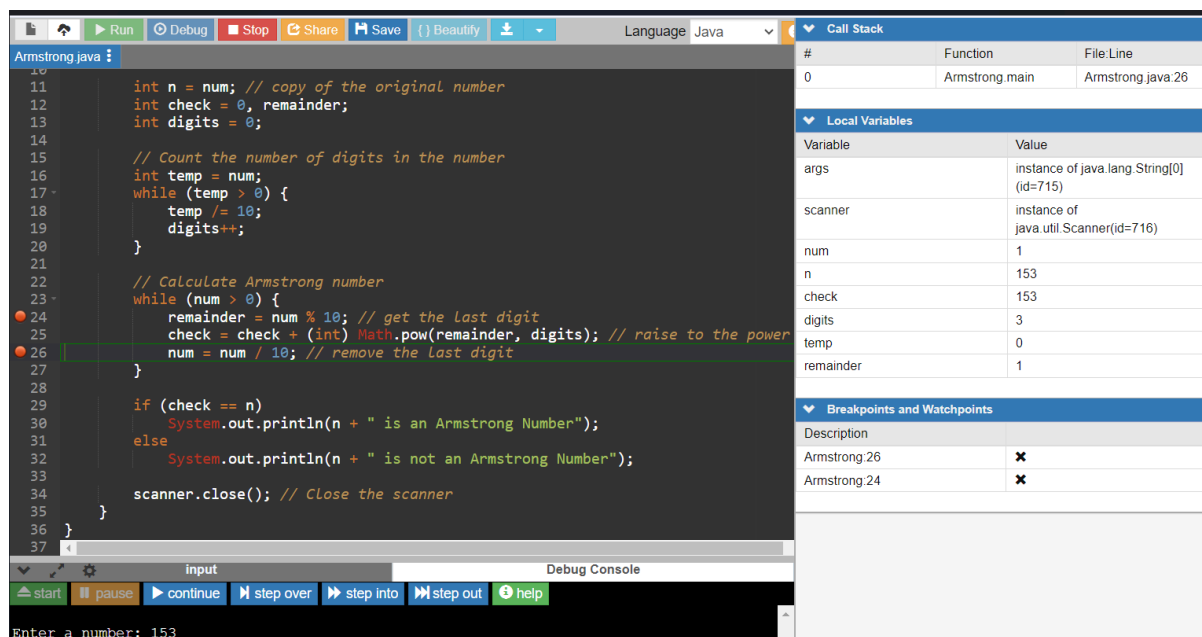 Run Debug Stop Share Save { } Beautify Language Java
Armstrong.java
10
11 int n = num; // copy of the original number
12 int check = 0, remainder;
13 int digits = 0;
14
15 // Count the number of digits in the number
16 int temp = num;
17 while (temp > 0) {
18 temp /= 10;
19 digits++;
20 }
21
22 // Calculate Armstrong number
23 while (num > 0) {
24 remainder = num % 10; // get the last digit
25 check = check + (int) Math.pow(remainder, digits); // raise to the power
26 num = num / 10; // remove the last digit
27 }
28
29 if (check == n)
30 System.out.println(n + " is an Armstrong Number");
31 else
32 System.out.println(n + " is not an Armstrong Number");
33
34 scanner.close(); // Close the scanner
35 }
36 }
37
input Debug Console
start pause continue step over step into step out help
Enter a number: 153
Call Stack
# Function File:Line
0 Armstrong.main Armstrong.java:26
Local Variables
Variable Value
args instance of java.lang.String[0]
(id=715)
scanner instance of
java.util.Scanner(id=716)
num 1
n 153
check 153
digits 3
temp 0
remainder 1
Breakpoints and Watchpoints
Description
Armstrong:26
Armstrong:24